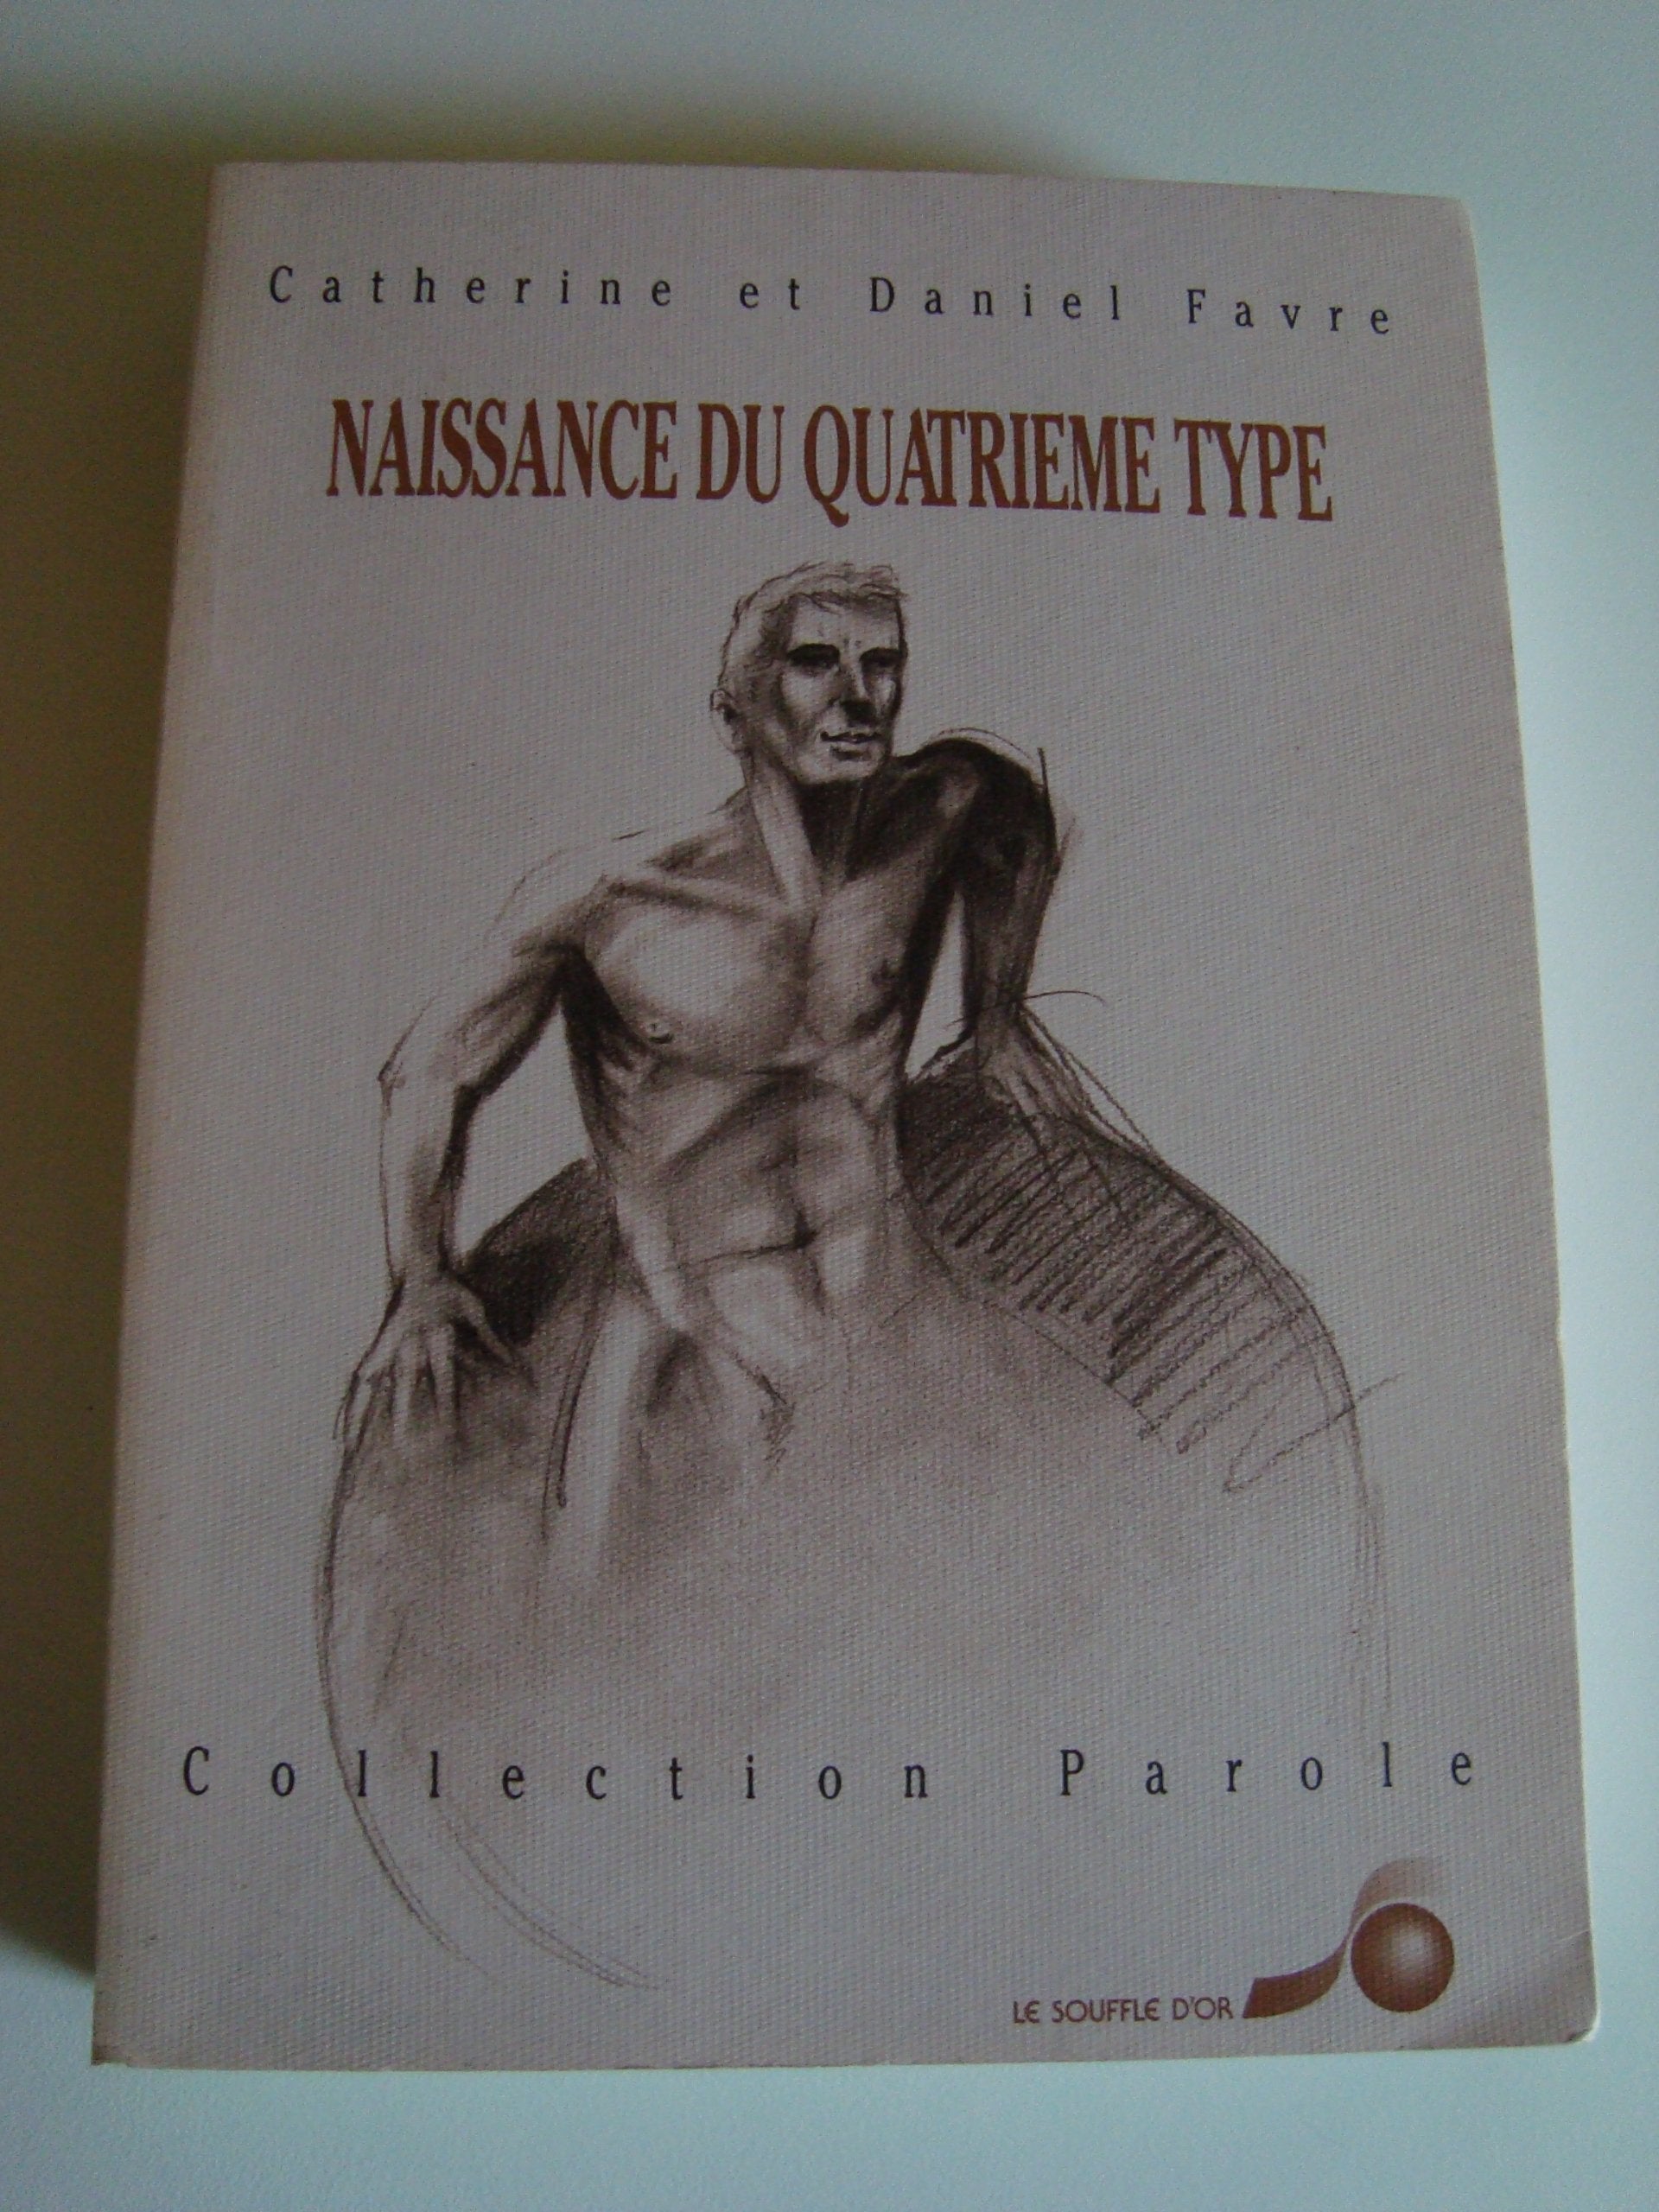 Catherine et Daniel Favre
NAISSANCE DU QUATRIEME TYPE
Collection Parole
LE SOUFFLE D'OR